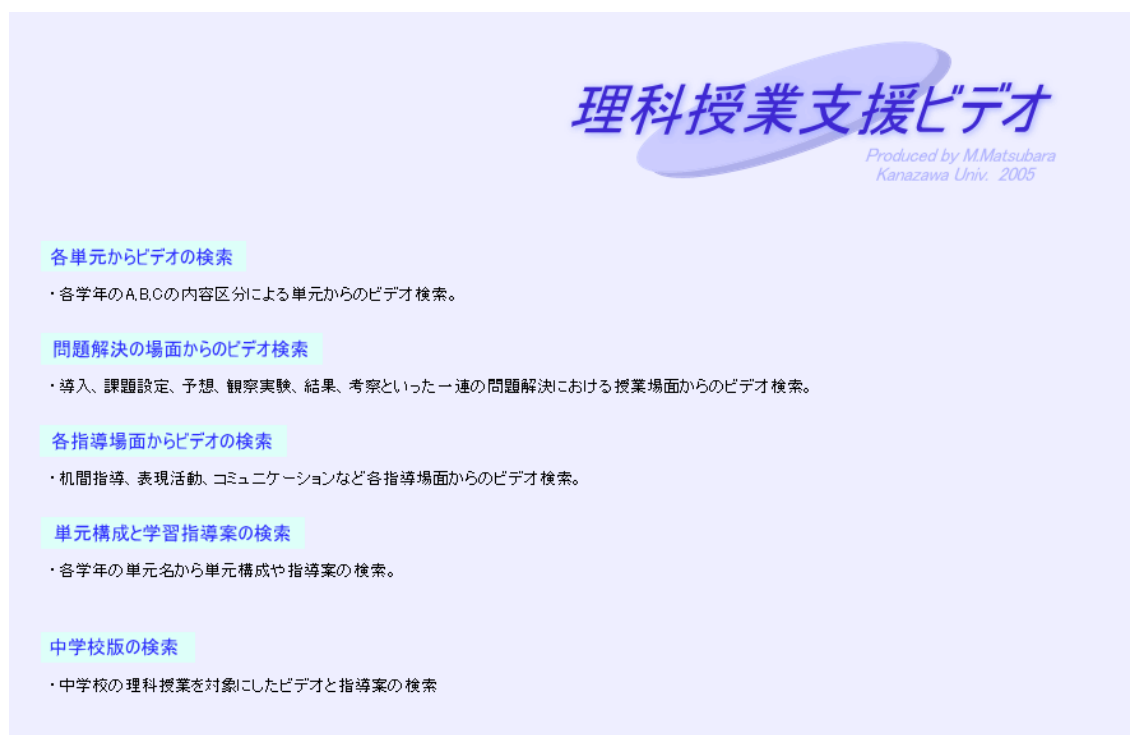 理科授業支援ビデオ
Produced by M.Matsubara
Kanazawa Univ. 2005
各単元からビデオの検索
・各学年のA,B,Cの内容区分による単元からのビデオ検索。
問題解決の場面からのビデオ検索
・導入、課題設定、予想、観察実験、結果、考察といった一連の問題解決における授業場面からのビデオ検索。
各指導場面からビデオの検索
・机間指導、表現活動、コミュニケーションなど各指導場面からのビデオ検索。
単元構成と学習指導案の検索
・各学年の単元名から単元構成や指導案の検索。
中学校版の検索
・中学校の理科授業を対象にしたビデオと指導案の検索